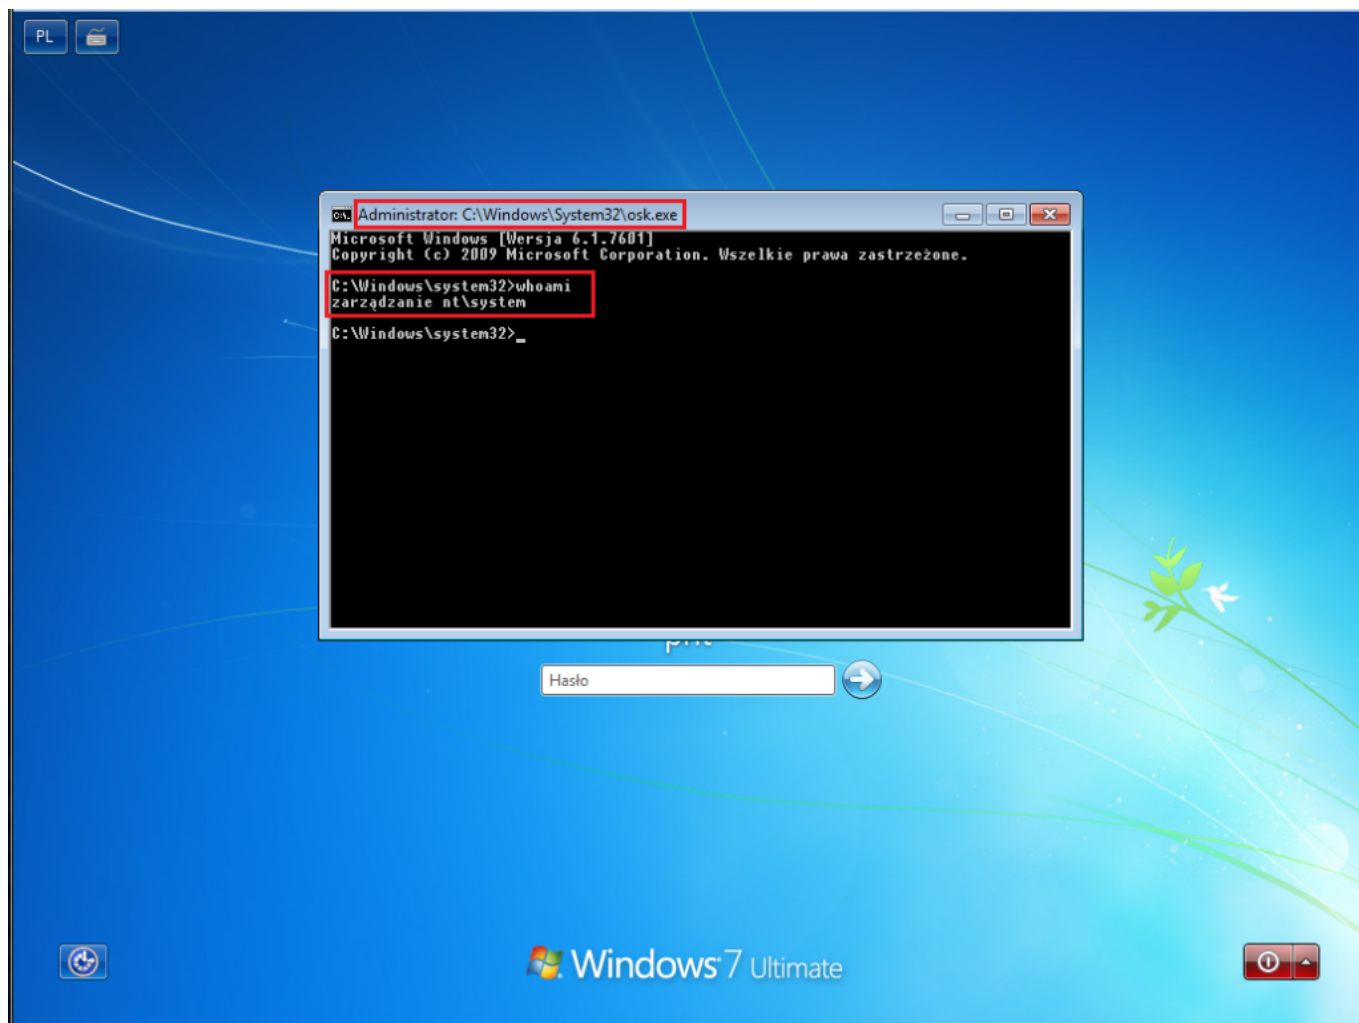 PL
Administrator: C:\Windows\System32\osk.exe
Microsoft Windows [Wersja 6.1.7601]
Copyright (c) 2009 Microsoft Corporation. Wszelkie prawa zastrzeżone.
C:\Windows\system32>whoami
zarządzanie nt\system
C:\Windows\system32>_
Hasło
Windows 7 Ultimate